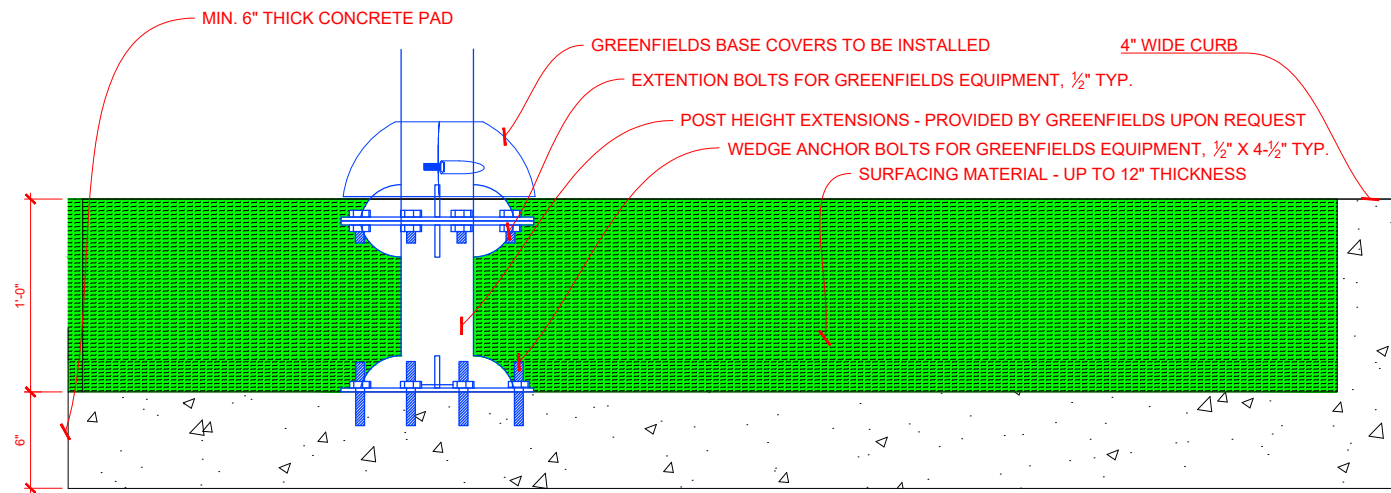 MIN. 6" THICK CONCRETE PAD
GREENFIELDS BASE COVERS TO BE INSTALLED
4" WIDE CURB
EXTENTION BOLTS FOR GREENFIELDS EQUIPMENT, ½" TYP.
POST HEIGHT EXTENSIONS - PROVIDED BY GREENFIELDS UPON REQUEST
WEDGE ANCHOR BOLTS FOR GREENFIELDS EQUIPMENT, ½" X 4-½" TYP.
SURFACING MATERIAL - UP TO 12" THICKNESS
1'-0"
6"